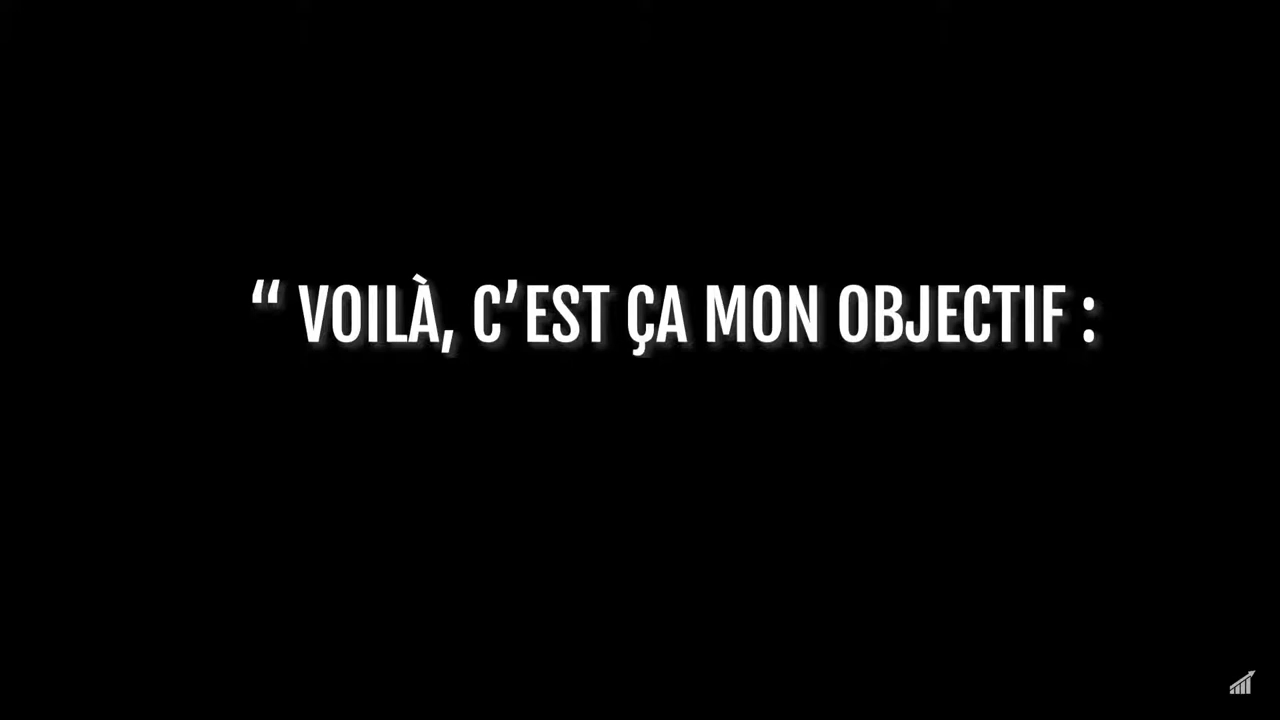 “ VOILÀ, C’EST ÇA MON OBJECTIF :